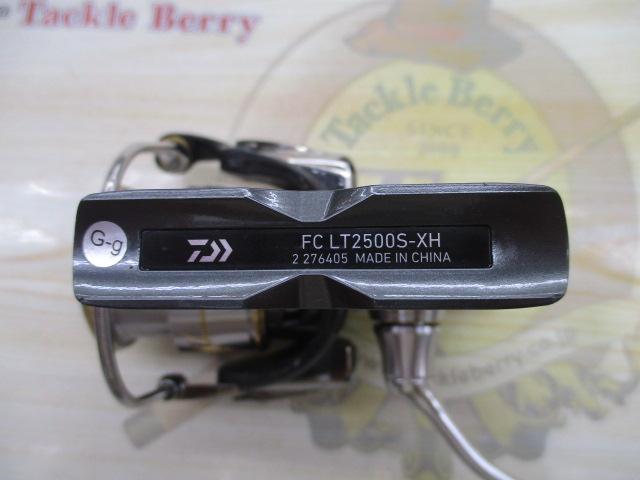 Tackle Berry
Tackle Berry
SINCE
G-g
FC LT2500S-XH
2 276405 MADE IN CHINA